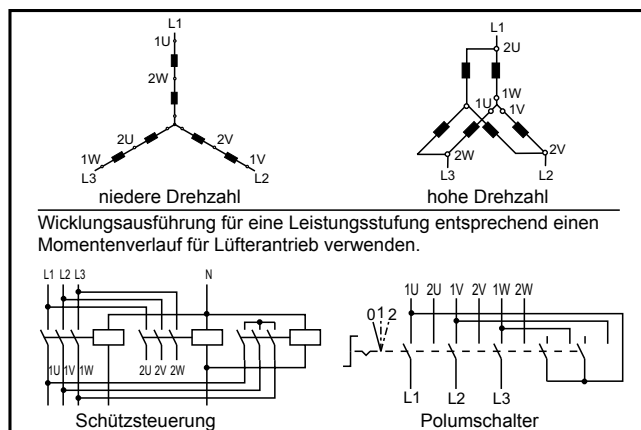 L1
1U
2W
2U
2V
1W
1V
L3
L2
niedere Drehzahl
L1
2U
1W
1U
1V
2W
2V
L3
L2
hohe Drehzahl
Wicklungsausführung für eine Leistungsstufung entsprechend einen
Momentenverlauf für Lüfterantrieb verwenden.
L1 L2 L3 N
1U 1V 1W 2U 2V 2W
Schützsteuerung
1U 2U 1V 2V 1W 2W
0 1 2
L1 L2 L3
Polumschalter